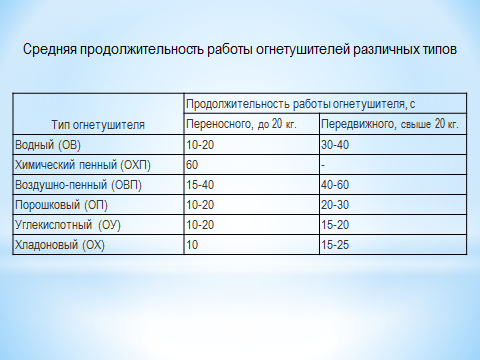 Средняя продолжительность работы огнетушителей различных типов
Тип огнетушителя
Продолжительность работы огнетушителя, с
Переносного, до 20 кг. Передвижного, свыше 20 кг.
Водный (ОВ) 10-20 30-40
Химический пенный (ОХП) 60 -
Воздушно-пенный (ОВП) 15-40 40-60
Порошковый (ОП) 10-20 20-30
Углекислотный (ОУ) 10-20 15-20
Хладоновый (ОХ) 10 15-25